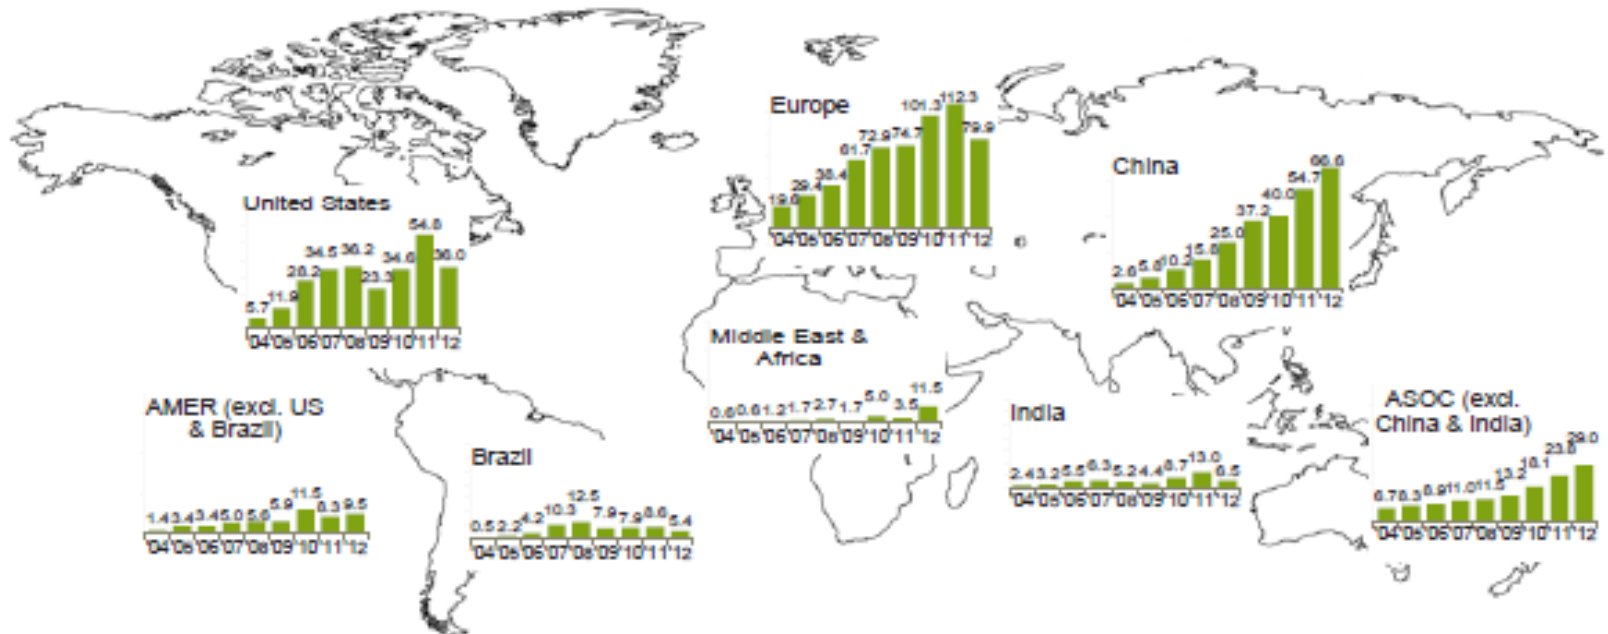 Europe
19.6 29.4 38.4 61.7 72.9 74.7 101.3 112.3 79.9
'04 '05 '06 '07 '08 '09 '10 '11 '12
China
2.6 5.8 10.2 15.8 25.0 37.2 40.0 54.7 66.6
'04 '05 '06 '07 '08 '09 '10 '11 '12
United States
5.7 11.9 28.2 34.5 36.2 23.3 34.6 54.8 36.0
'04 '05 '06 '07 '08 '09 '10 '11 '12
Middle East &
Africa
0.6 0.6 1.2 1.7 2.7 1.7 5.0 3.5 11.5
'04 '05 '06 '07 '08 '09 '10 '11 '12
AMER (excl. US
& Brazil)
1.4 3.4 3.4 5.0 5.6 5.9 11.5 8.3 9.5
'04 '05 '06 '07 '08 '09 '10 '11 '12
Brazil
0.5 2.2 4.2 10.3 12.5 7.9 7.9 8.6 5.4
'04 '05 '06 '07 '08 '09 '10 '11 '12
India
2.4 3.2 5.5 6.3 5.2 4.4 8.7 13.0 6.5
'04 '05 '06 '07 '08 '09 '10 '11 '12
ASOC (excl.
China & India)
6.7 8.3 8.9 11.0 11.5 13.2 18.1 23.8 29.0
'04 '05 '06 '07 '08 '09 '10 '11 '12